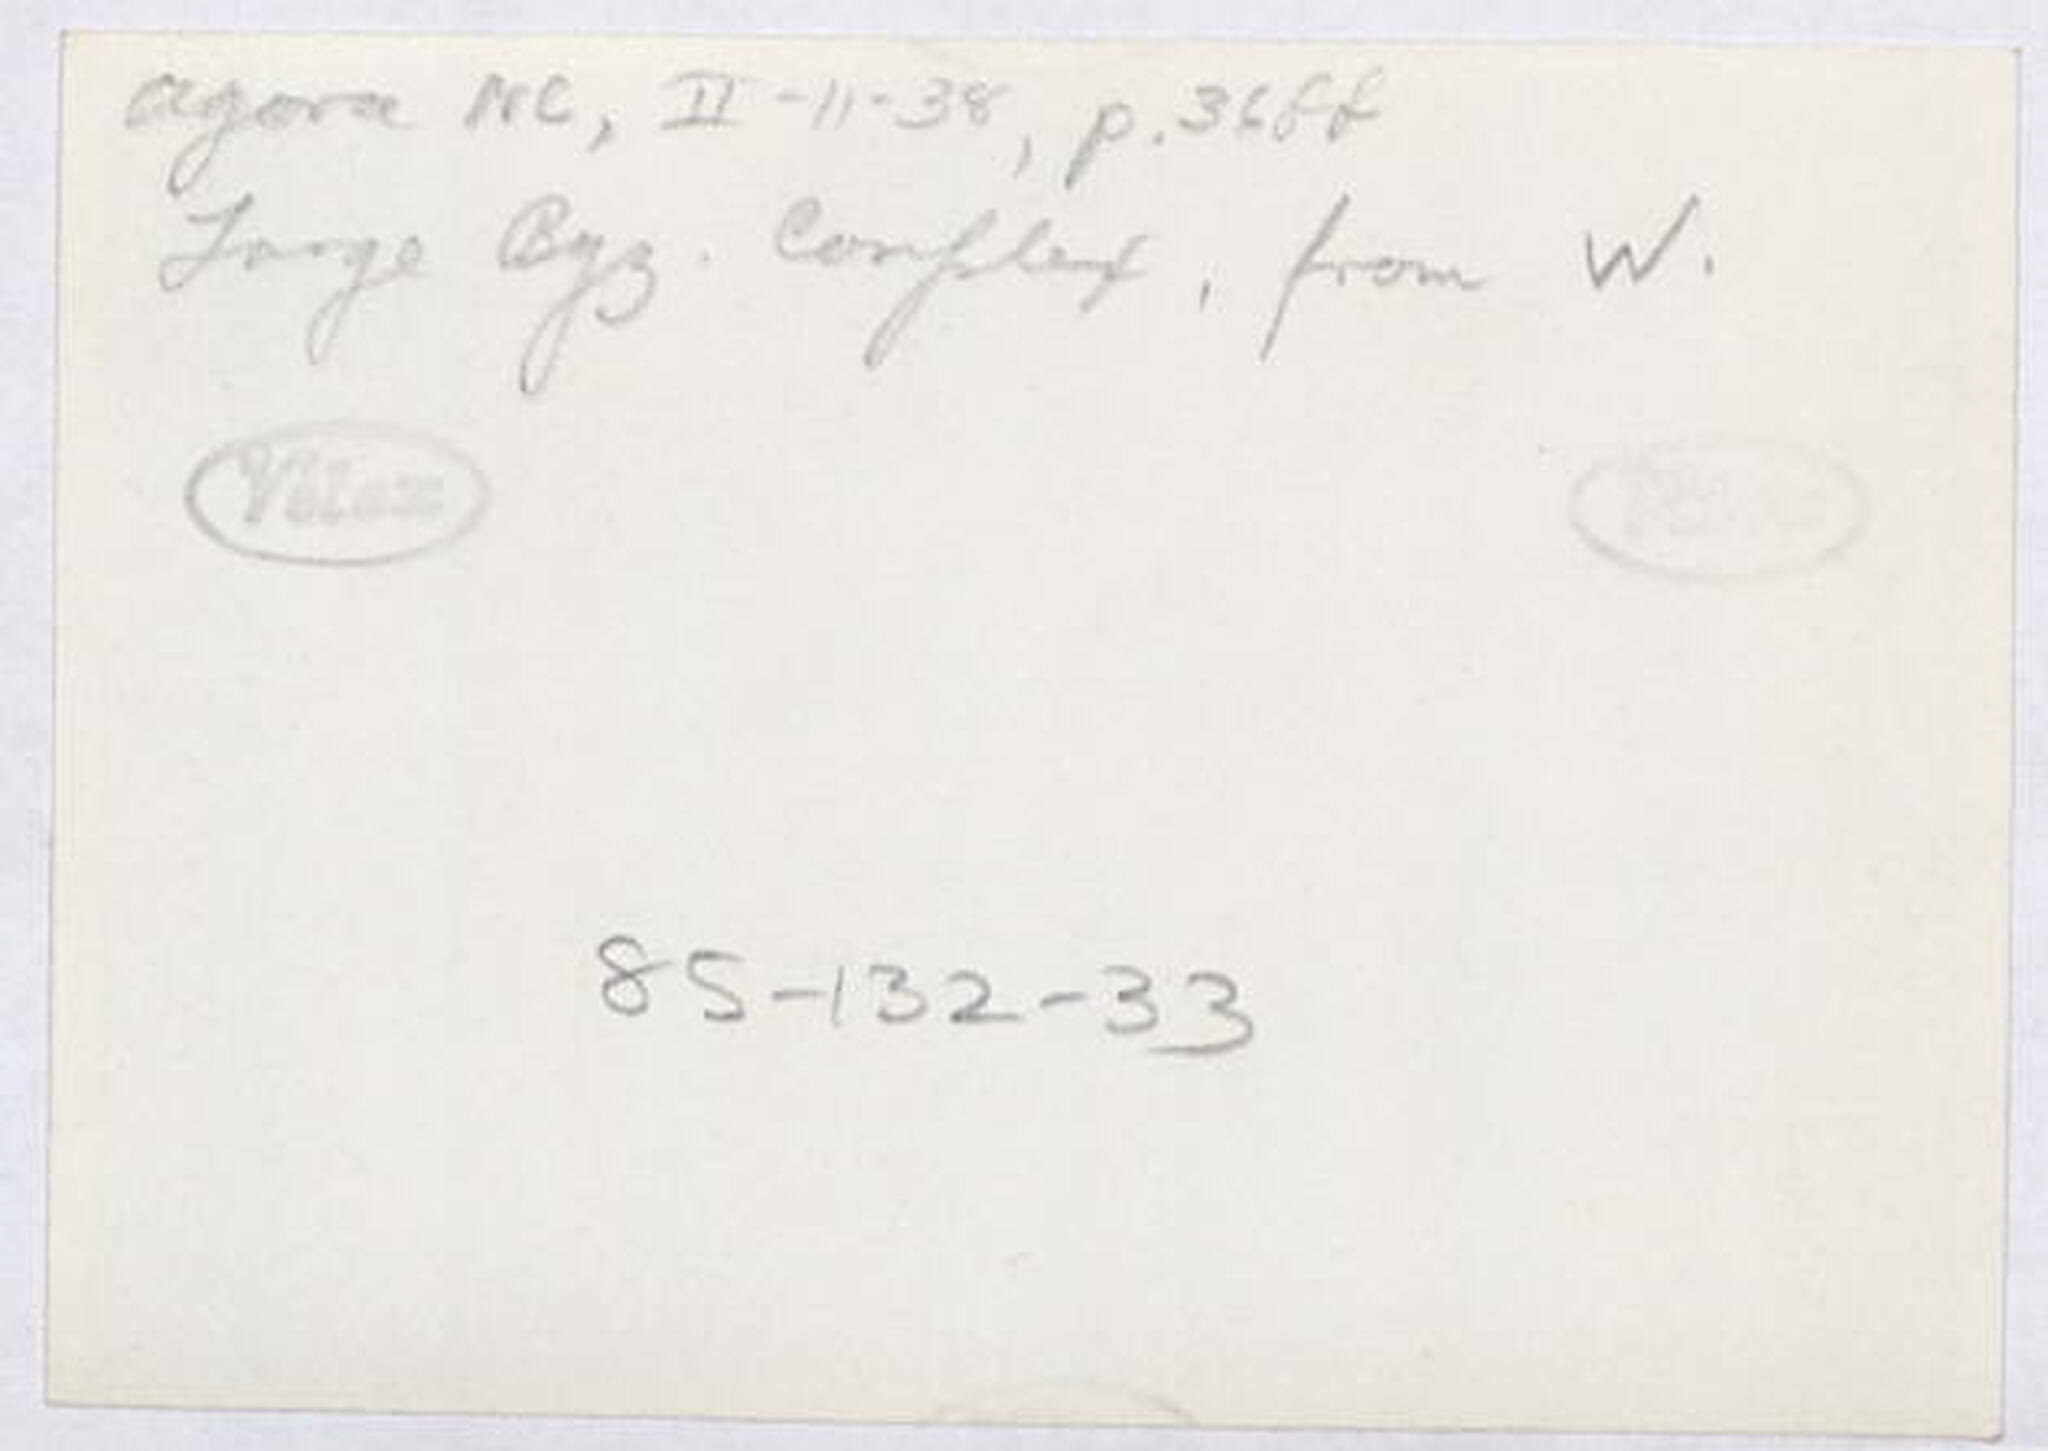 Agora NC, II-11-38, p. 36ff
Large Byz. Complex, from W.
Velox
85-132-33